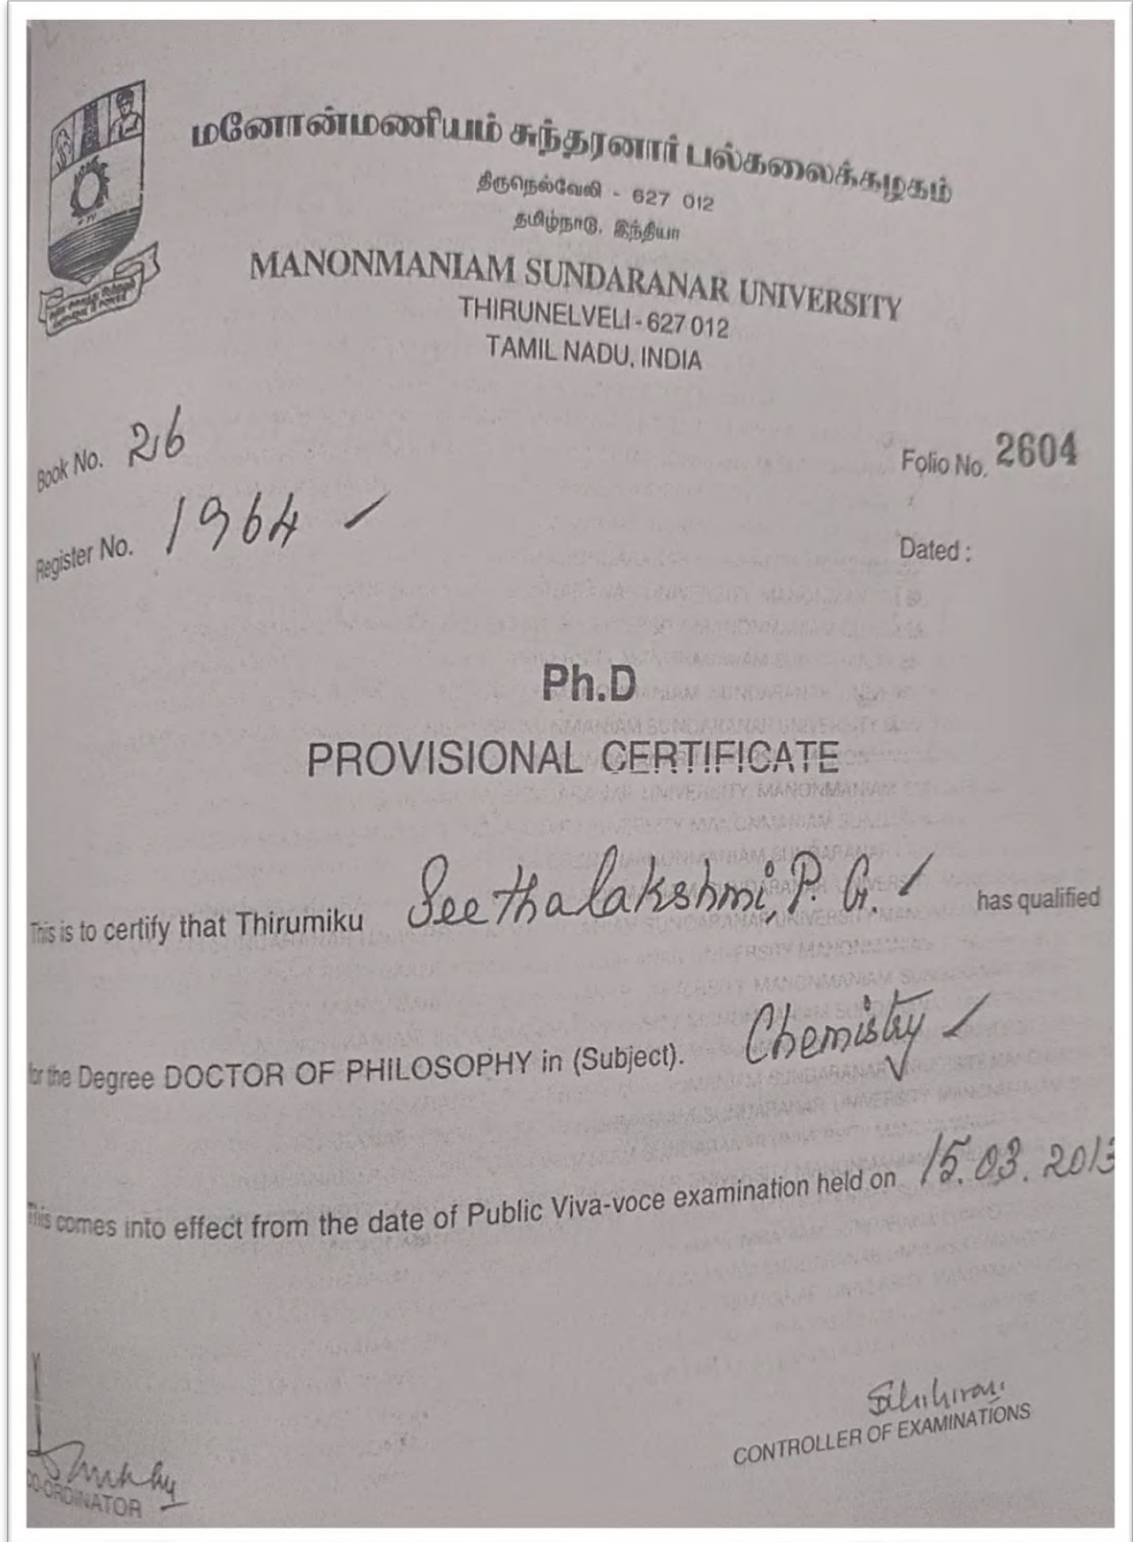 மனோன்மணியம் சுந்தரனார் பல்கலைக்கழகம்
திருநெல்வேலி - 627 012
தமிழ்நாடு, இந்தியா
MANONMANIAM SUNDARANAR UNIVERSITY
THIRUNELVELI - 627 012
TAMIL NADU, INDIA
Book No. 26
Folio No. 2604
Register No. 1964
Dated :
Ph.D
PROVISIONAL CERTIFICATE
This is to certify that Thirumiku Seethalakshmi, P. G. has qualified
for the Degree DOCTOR OF PHILOSOPHY in (Subject). Chemistry
This comes into effect from the date of Public Viva-voce examination held on 15.03.2013
CONTROLLER OF EXAMINATIONS
CO-ORDINATOR